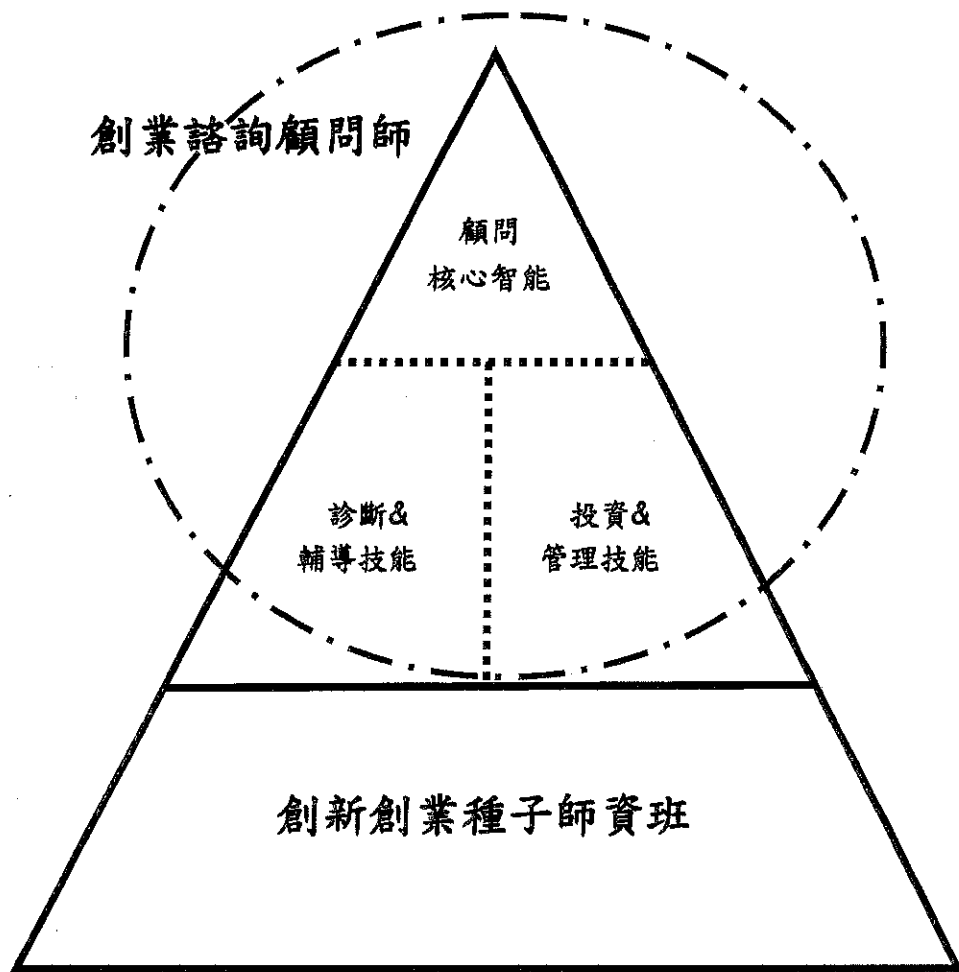 創業諮詢顧問師
顧問
核心智能
診斷&
輔導技能
投資&
管理技能
創新創業種子師資班